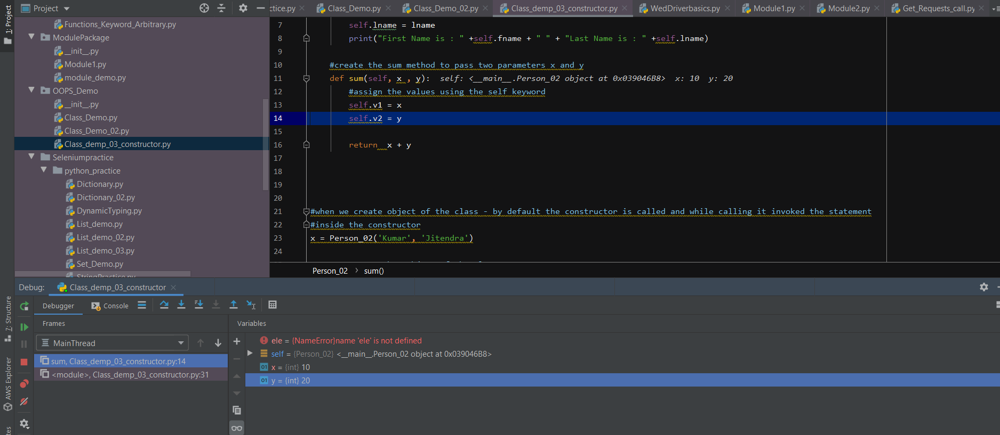 1: Project
Project
Functions_Keyword_Arbitrary.py
ModulePackage
__init__.py
Module1.py
module_demo.py
OOPS_Demo
__init__.py
Class_Demo.py
Class_Demo_02.py
Class_demp_03_constructor.py
Seleniumpractice
python_practice
Dictionary.py
Dictionary_02.py
DynamicTyping.py
List_demo.py
List_demo_02.py
List_demo_03.py
Set_Demo.py
StringPractice.py
ctice.py Class_Demo.py Class_Demo_02.py Class_demp_03_constructor.py WedDriverbasics.py Module1.py Module2.py Get_Requests_call.py
7 self.lname = lname
8 print("First Name is : " +self.fname + " " + "Last Name is : " +self.lname)
9
10 #create the sum method to pass two parameters x and y
11 def sum(self, x , y): self: <__main__.Person_02 object at 0x039046B8> x: 10 y: 20
12 #assign the values using the self keyword
13 self.v1 = x
14 self.v2 = y
15
16 return x + y
17
18
19
20
21 #when we create object of the class - by default the constructor is called and while calling it invoked the statement
22 #inside the constructor
23 x = Person_02('Kumar', 'Jitendra')
24
Person_02 › sum()
Debug: Class_demp_03_constructor
Debugger Console
Frames
MainThread
sum, Class_demp_03_constructor.py:14
<module>, Class_demp_03_constructor.py:31
Variables
ele = {NameError}name 'ele' is not defined
self = {Person_02} <__main__.Person_02 object at 0x039046B8>
01 x = {int} 10
01 y = {int} 20
7: Structure
AWS Explorer